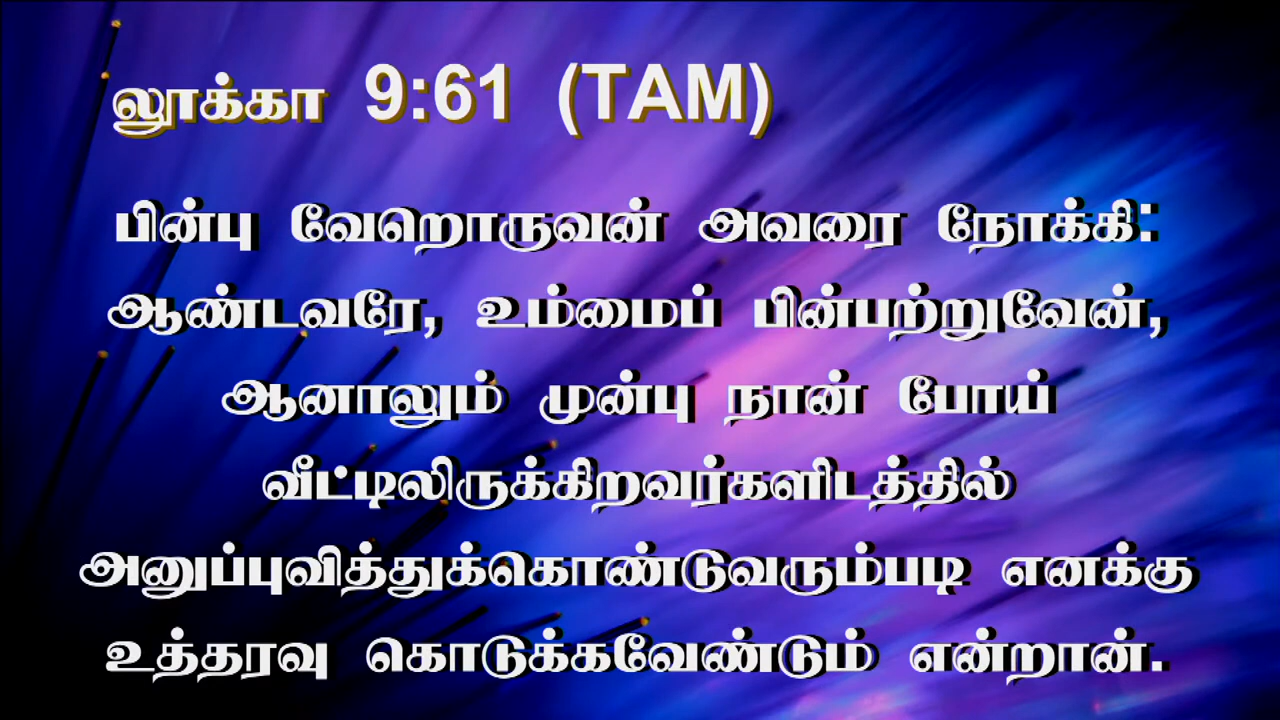 லூக்கா 9:61 (TAM)
பின்பு வேறொருவன் அவரை நோக்கி:
ஆண்டவரே, உம்மைப் பின்பற்றுவேன்,
ஆனாலும் முன்பு நான் போய்
வீட்டிலிருக்கிறவர்களிடத்தில்
அனுப்புவித்துக்கொண்டுவரும்படி எனக்கு
உத்தரவு கொடுக்கவேண்டும் என்றான்.